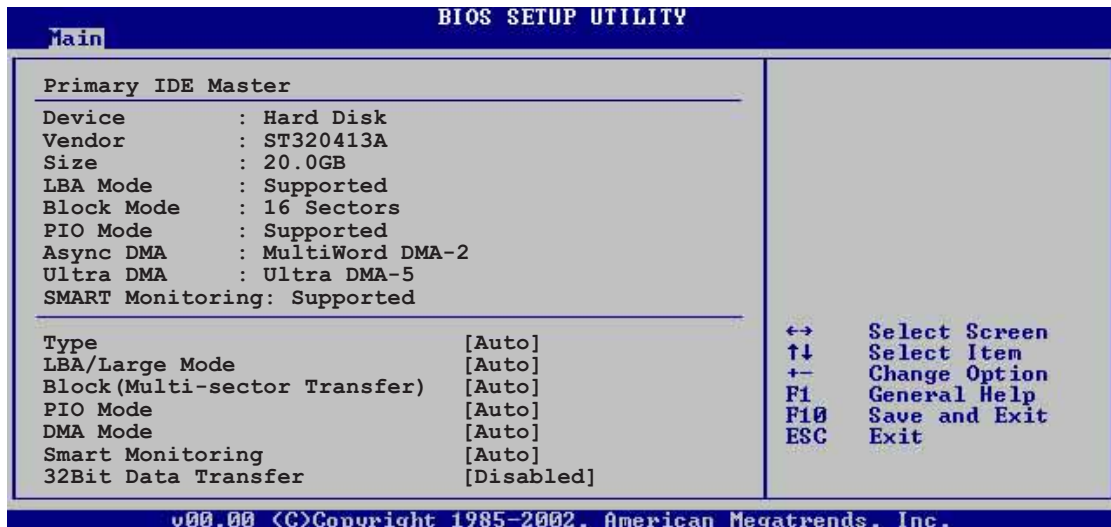 BIOS SETUP UTILITY
Main
Primary IDE Master
Device : Hard Disk
Vendor : ST320413A
Size : 20.0GB
LBA Mode : Supported
Block Mode : 16 Sectors
PIO Mode : Supported
Async DMA : MultiWord DMA-2
Ultra DMA : Ultra DMA-5
SMART Monitoring: Supported
Type [Auto]
LBA/Large Mode [Auto]
Block(Multi-sector Transfer) [Auto]
PIO Mode [Auto]
DMA Mode [Auto]
Smart Monitoring [Auto]
32Bit Data Transfer [Disabled]
←→ Select Screen
↑↓ Select Item
+- Change Option
F1 General Help
F10 Save and Exit
ESC Exit
v00.00 (C)Copyright 1985-2002, American Megatrends, Inc.